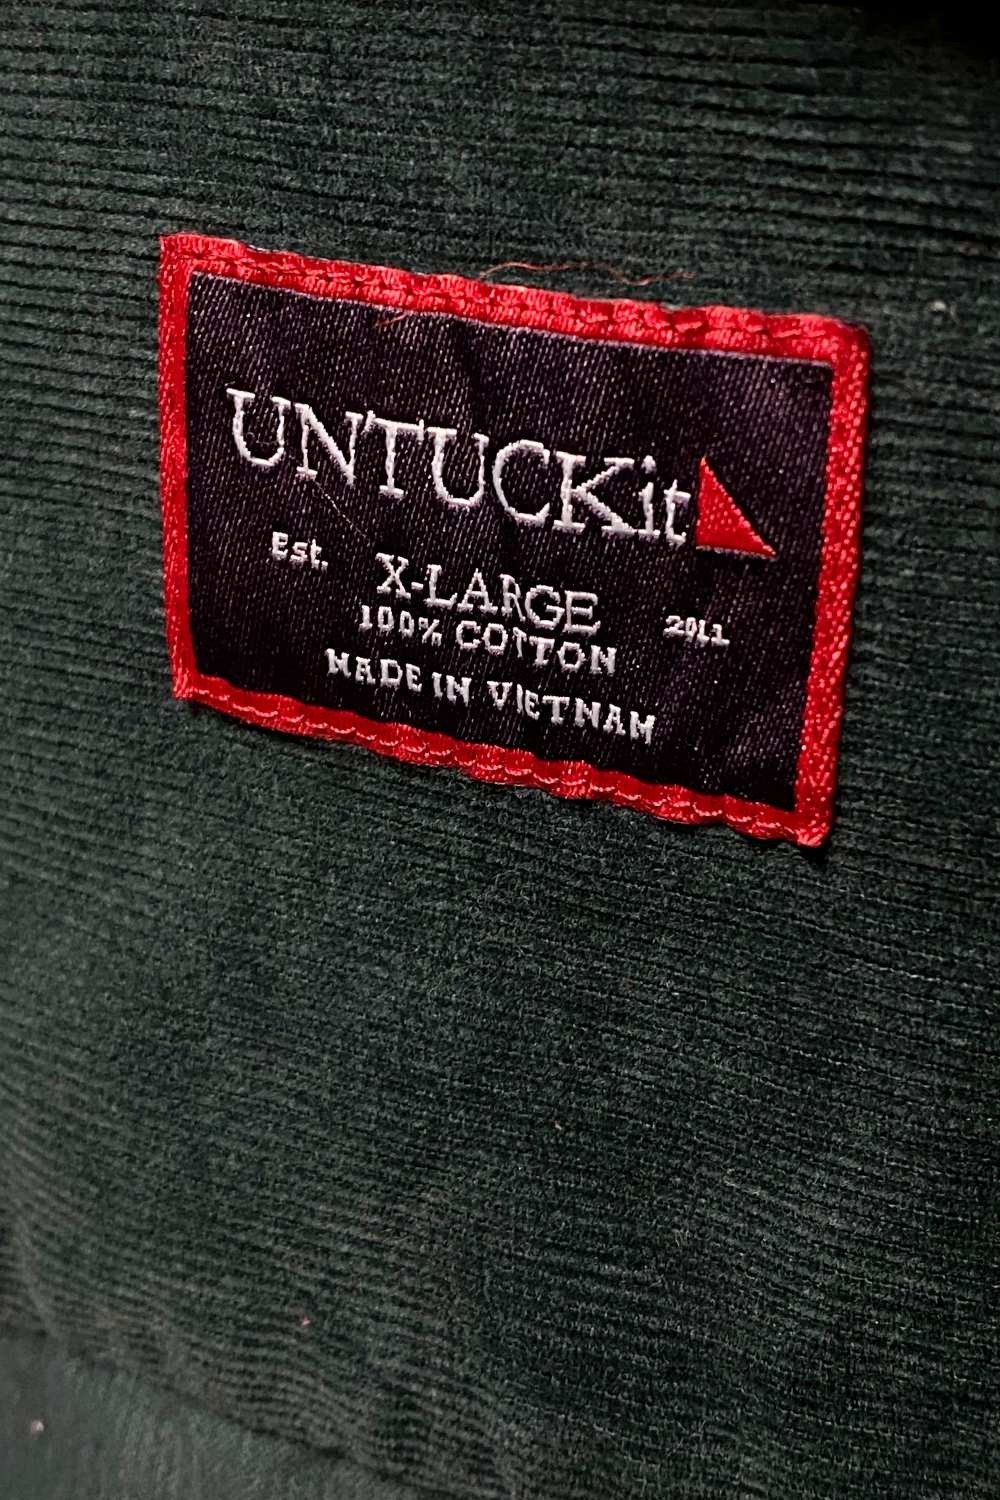 UNTUCKit
Est. X-LARGE 2011
100% COTTON
MADE IN VIETNAM